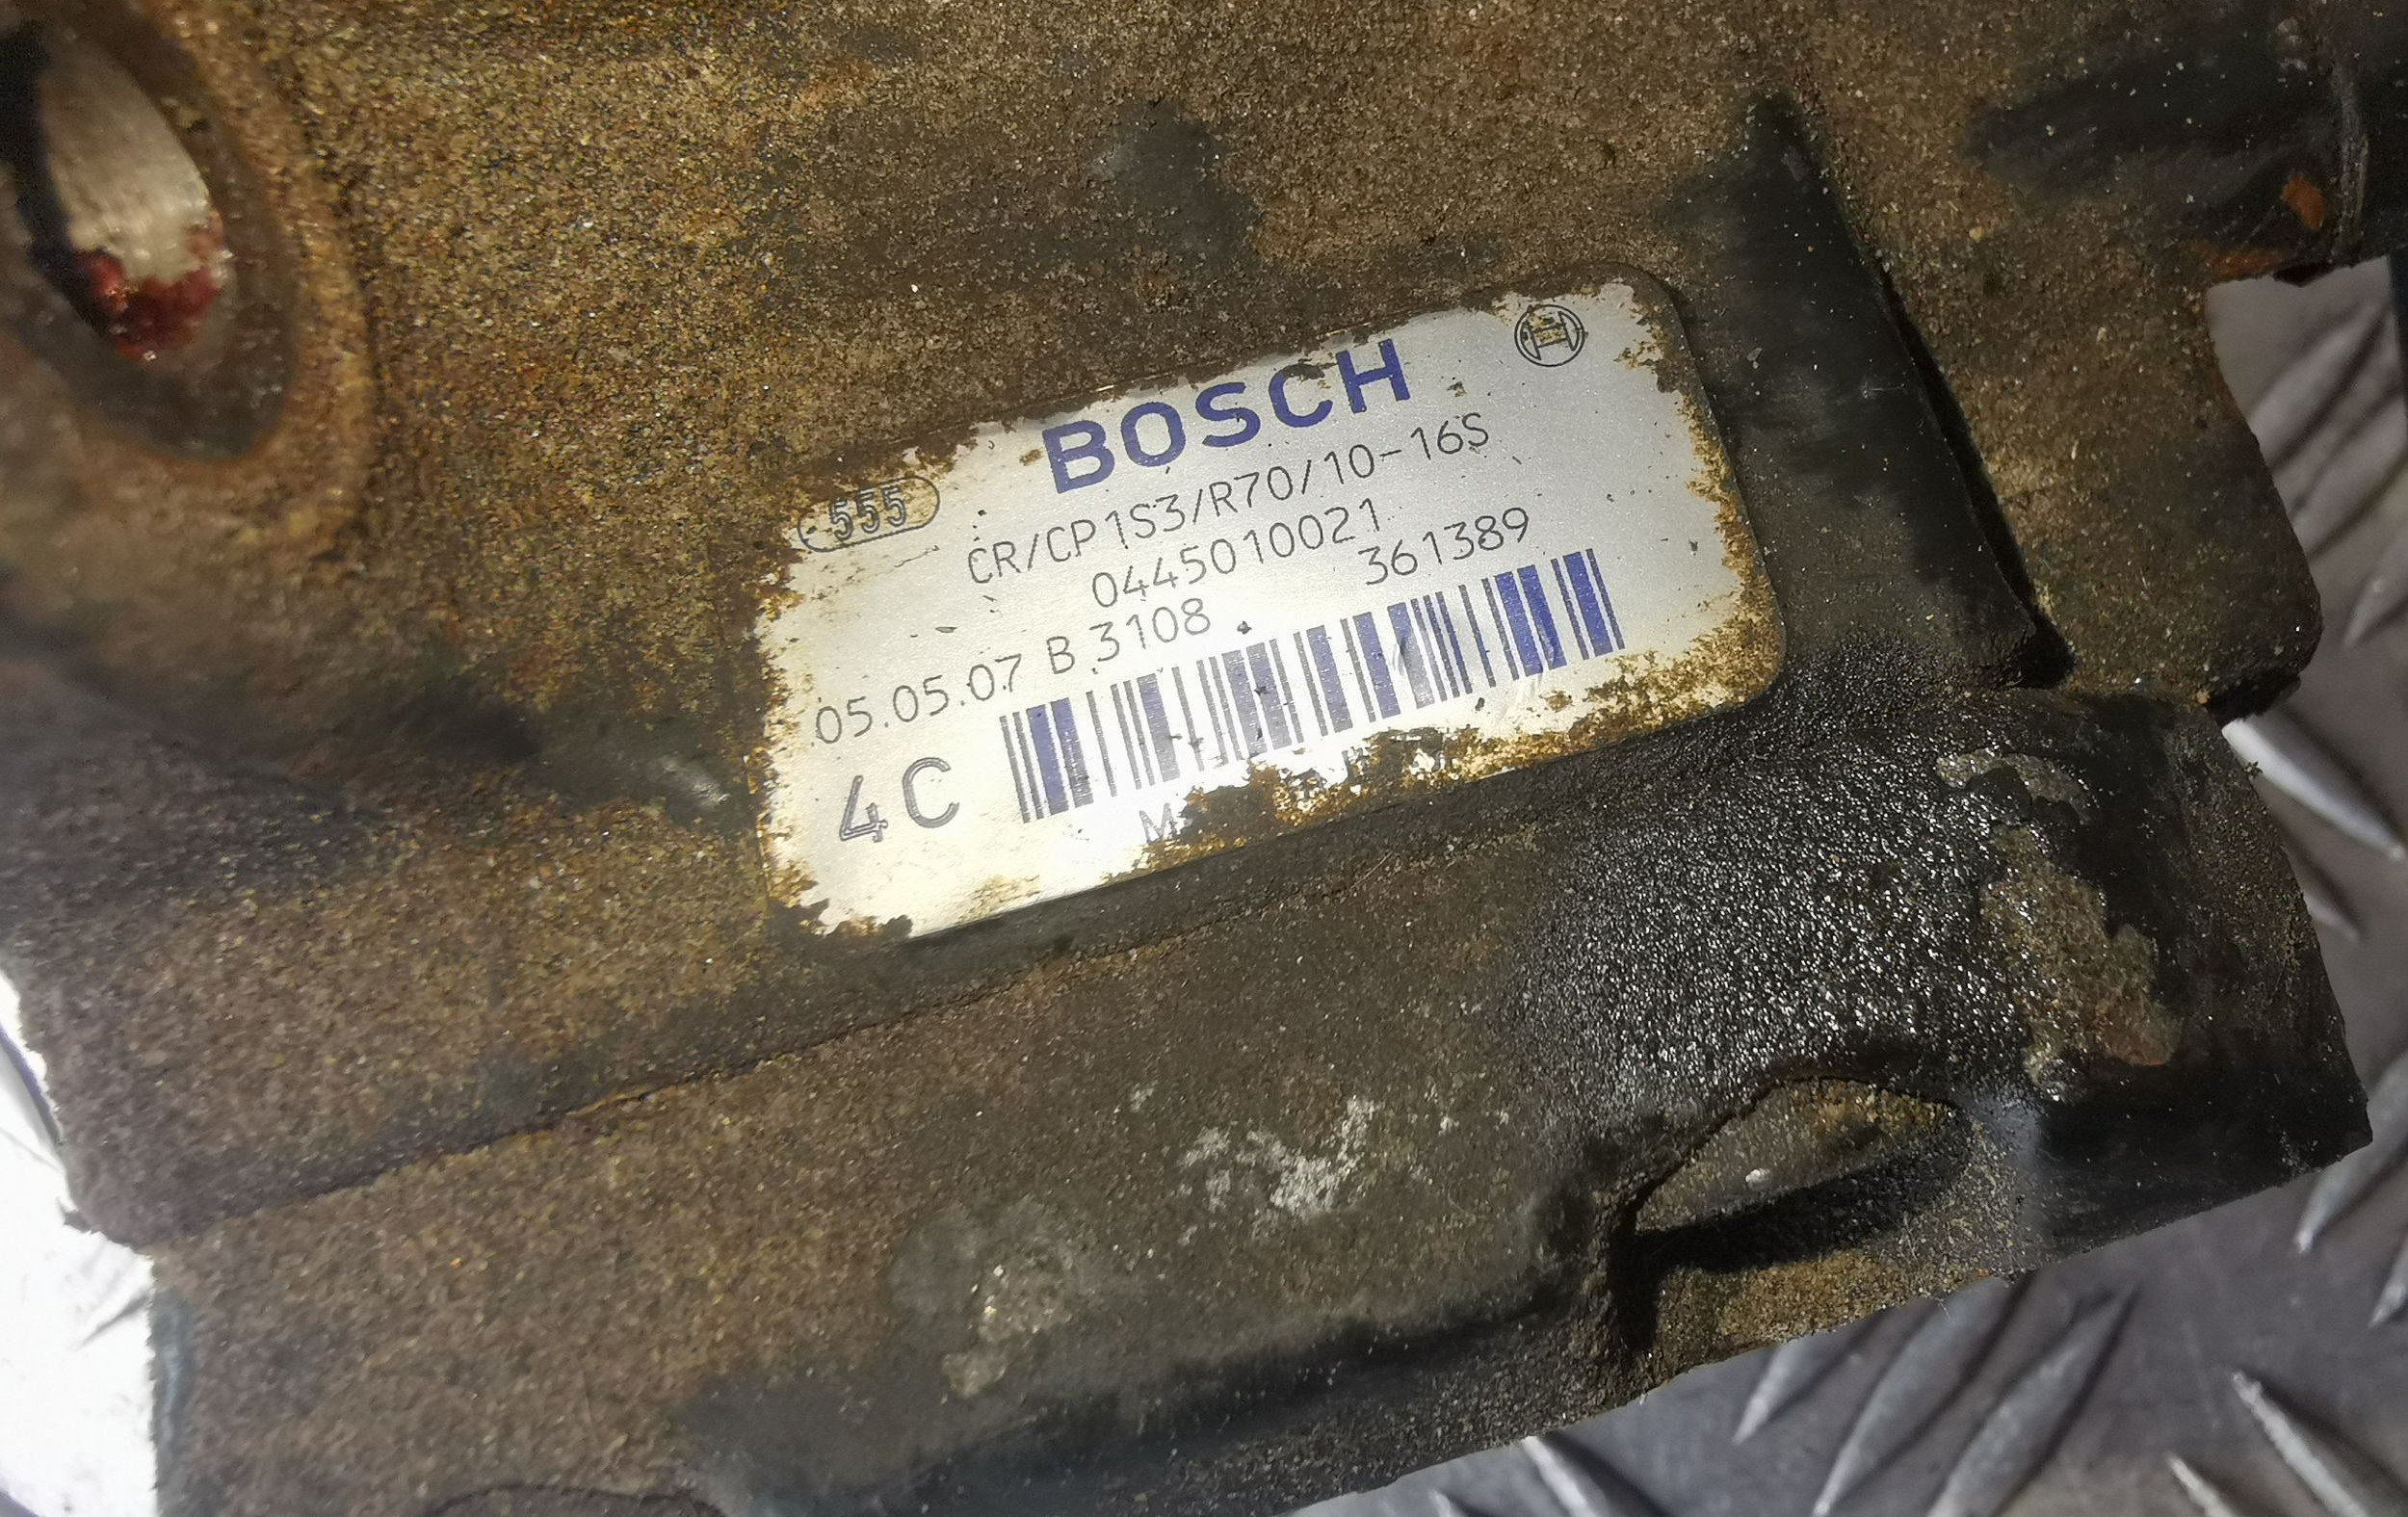 BOSCH
555
CR/CP1S3/R70/10-16S
0445010021
05.05.07 B 3108 361389
4C